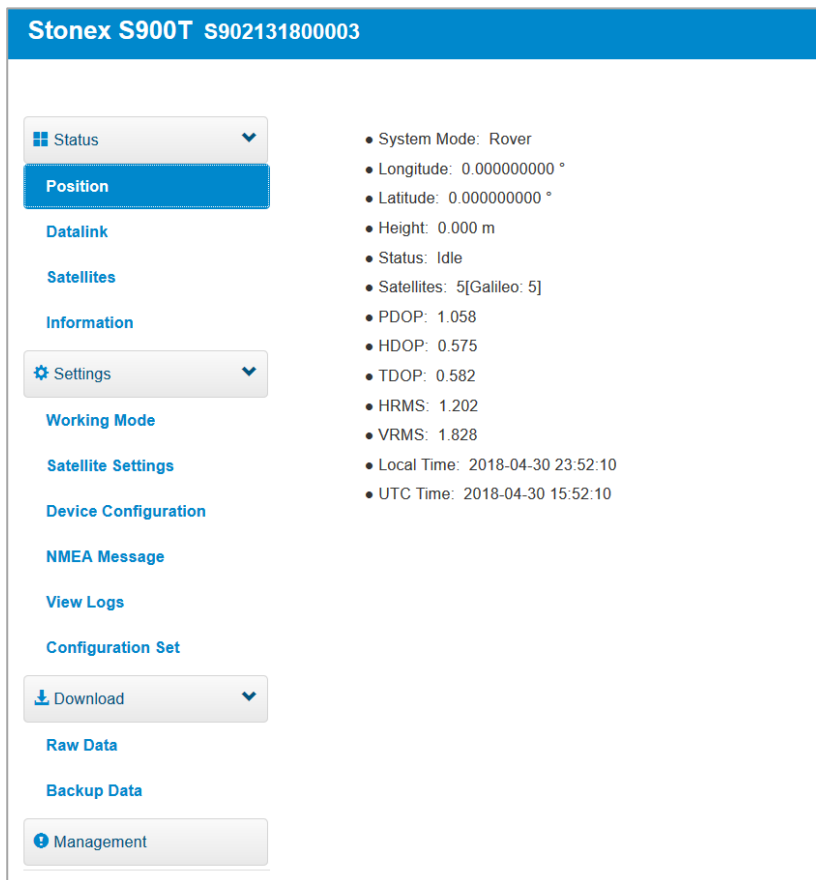 Stonex S900T S902131800003
Status
Position
Datalink
Satellites
Information
Settings
Working Mode
Satellite Settings
Device Configuration
NMEA Message
View Logs
Configuration Set
Download
Raw Data
Backup Data
Management
● System Mode: Rover
● Longitude: 0.000000000 °
● Latitude: 0.000000000 °
● Height: 0.000 m
● Status: Idle
● Satellites: 5[Galileo: 5]
● PDOP: 1.058
● HDOP: 0.575
● TDOP: 0.582
● HRMS: 1.202
● VRMS: 1.828
● Local Time: 2018-04-30 23:52:10
● UTC Time: 2018-04-30 15:52:10